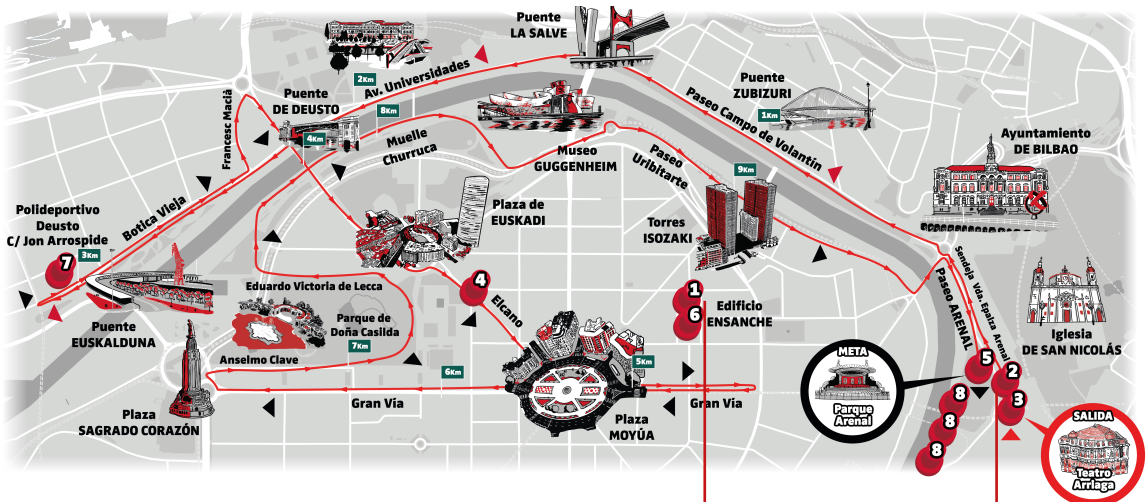 Puente
LA SALVE
2Km
Av. Universidades
Puente
DE DEUSTO
8Km
4Km
Francesc Macià
Muelle
Churruca
Museo
GUGGENHEIM
Puente
ZUBIZURI
1Km
Paseo Campo de Volantín
Paseo
Uribitarte
9Km
Ayuntamiento
DE BILBAO
Botica Vieja
Polideportivo
Deusto
C/ Jon Arrospide
3Km
7
Plaza de
EUSKADI
Torres
ISOZAKI
Puente
EUSKALDUNA
Eduardo Victoria de Lecca
Parque de
Doña Casilda
7Km
Anselmo Clave
4
Elcano
1
6
Edificio
ENSANCHE
Sendeja Vda. Epalza Arenal
Paseo ARENAL
Iglesia
DE SAN NICOLÁS
6Km
5Km
Gran Vía
Gran Vía
Plaza
MOYÚA
Plaza
SAGRADO CORAZÓN
META
Parque
Arenal
5
2
3
8
8
8
SALIDA
Teatro
Arriaga